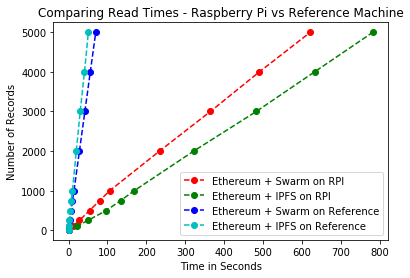 Comparing Read Times - Raspberry Pi vs Reference Machine
5000
4000
3000
2000
1000
500
0
Number of Records
Ethereum + Swarm on RPI
Ethereum + IPFS on RPI
Ethereum + Swarm on Reference
Ethereum + IPFS on Reference
0 100 200 300 400 500 600 700 800
Time in Seconds